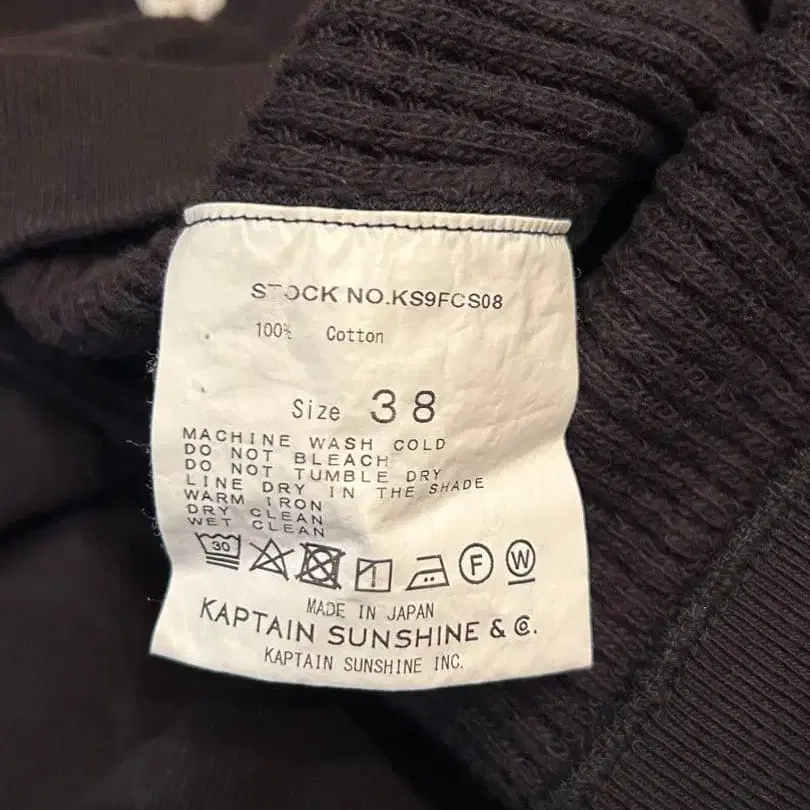 STOCK NO.KS9FCS08
100% Cotton
Size 38
MACHINE WASH COLD
DO NOT BLEACH
DO NOT TUMBLE DRY
LINE DRY IN THE SHADE
WARM IRON
DRY CLEAN
WET CLEAN
30 F W
MADE IN JAPAN
KAPTAIN SUNSHINE & Co.
KAPTAIN SUNSHINE INC.